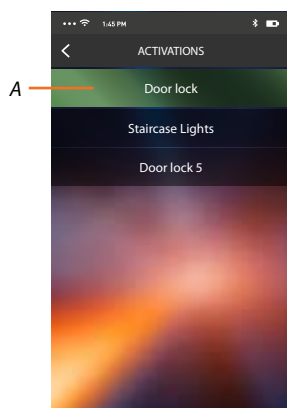 1:45 PM
ACTIVATIONS
A
Door lock
Staircase Lights
Door lock 5